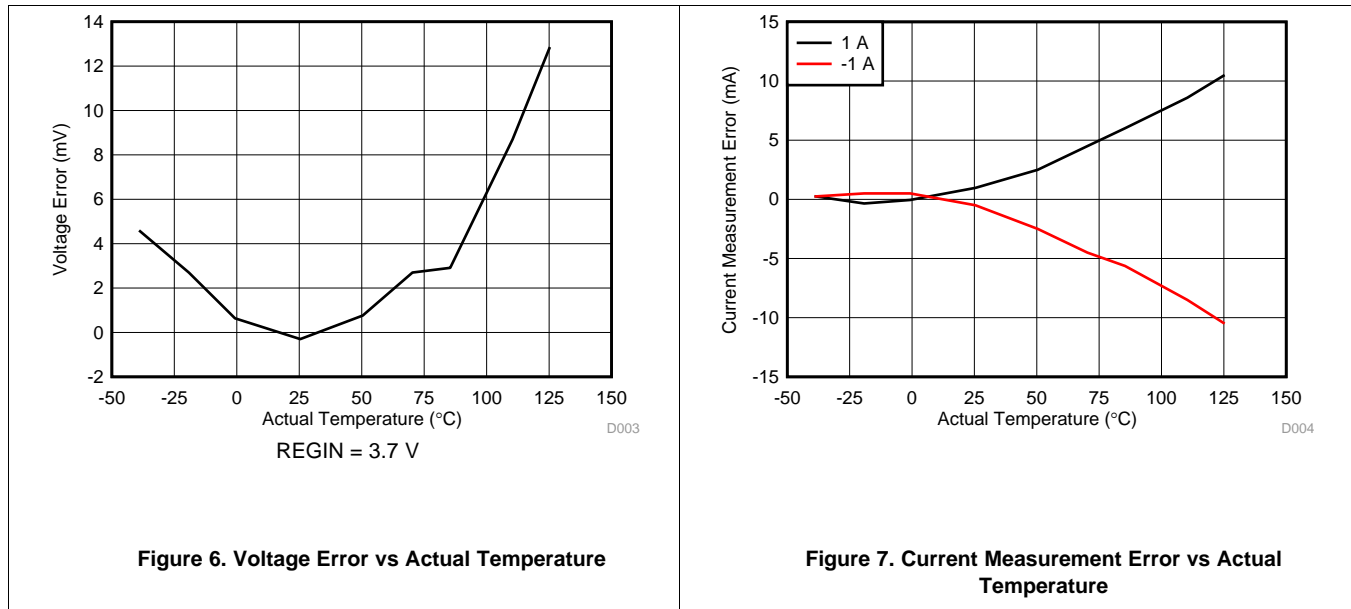 14
12
10
8
6
4
2
0
-2
Voltage Error (mV)
-50 -25 0 25 50 75 100 125 150
Actual Temperature (°C)
D003
REGIN = 3.7 V
Figure 6. Voltage Error vs Actual Temperature
15
10
5
0
-5
-10
-15
Current Measurement Error (mA)
1 A
-1 A
-50 -25 0 25 50 75 100 125 150
Actual Temperature (°C)
D004
Figure 7. Current Measurement Error vs Actual
Temperature